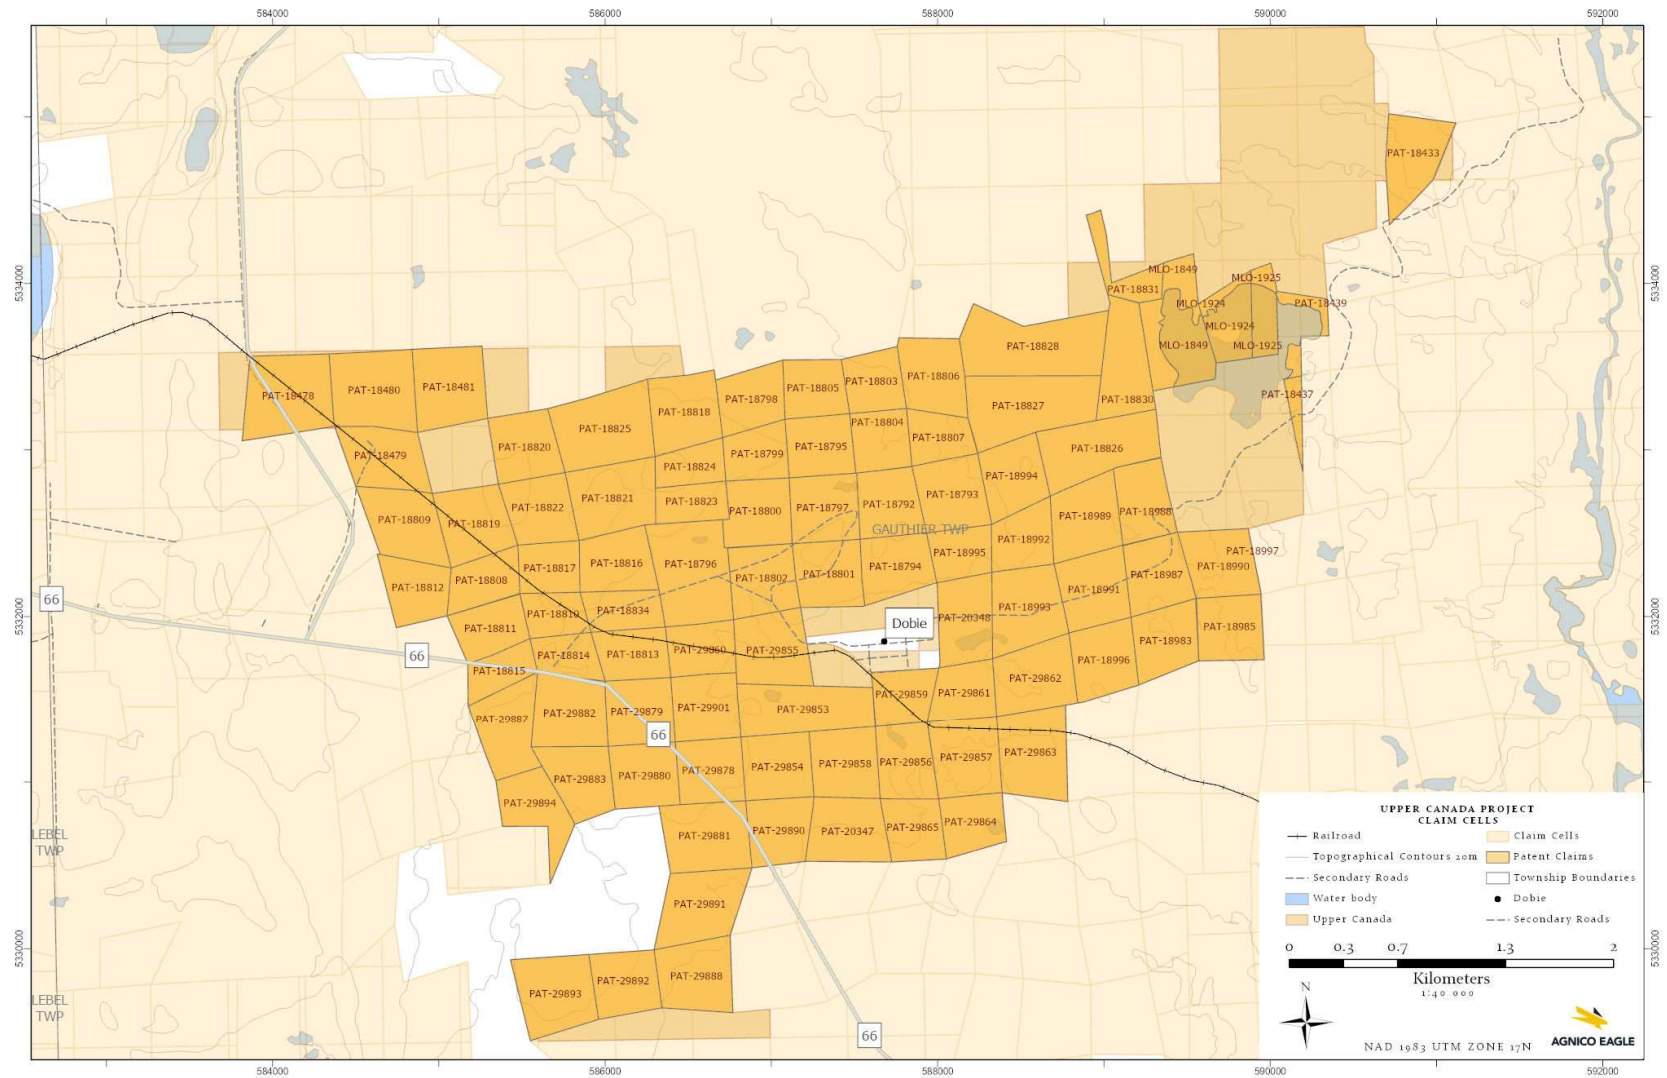 584000
586000
588000
590000
592000
PAT-18433
5334000
5334000
MLO-1849
MLO-1925
PAT-18831
MLO-1924
PAT-18439
MLO-1924
MLO-1849
MLO-1925
PAT-18828
PAT-18478
PAT-18480
PAT-18481
PAT-18798
PAT-18805
PAT-18803
PAT-18806
PAT-18437
PAT-18818
PAT-18827
PAT-18830
PAT-18825
PAT-18804
PAT-18820
PAT-18795
PAT-18807
PAT-18826
PAT-18479
PAT-18824
PAT-18799
PAT-18994
PAT-18821
PAT-18823
PAT-18793
PAT-18822
PAT-18800
PAT-18797
PAT-18792
PAT-18989
PAT-18988
PAT-18809
PAT-18819
GAUTHIER TWP
PAT-18992
PAT-18995
PAT-18997
PAT-18817
PAT-18816
PAT-18796
PAT-18794
PAT-18990
PAT-18812
PAT-18808
PAT-18802
PAT-18801
PAT-18991
PAT-18987
66
5332000
5332000
PAT-18810
PAT-18834
PAT-18993
PAT-20348
Dobie
PAT-18811
PAT-18985
PAT-18983
66
PAT-18814
PAT-18813
PAT-29860
PAT-29855
PAT-18996
PAT-18815
PAT-29862
PAT-29859
PAT-29861
PAT-29887
PAT-29882
PAT-29879
PAT-29901
PAT-29853
66
PAT-29863
PAT-29883
PAT-29880
PAT-29878
PAT-29854
PAT-29858
PAT-29856
PAT-29857
PAT-29894
LEBEL
TWP
PAT-29881
PAT-29890
PAT-20347
PAT-29865
PAT-29864
PAT-29891
5330000
5330000
PAT-29893
PAT-29892
PAT-29888
LEBEL
TWP
66
UPPER CANADA PROJECT
CLAIM CELLS
Railroad
Claim Cells
Topographical Contours 20m
Patent Claims
Secondary Roads
Township Boundaries
Water body
Dobie
Upper Canada
Secondary Roads
0 0.3 0.7 1.3 2
Kilometers
1:40 000
N
NAD 1983 UTM ZONE 17N
AGNICO EAGLE
584000
586000
588000
590000
592000